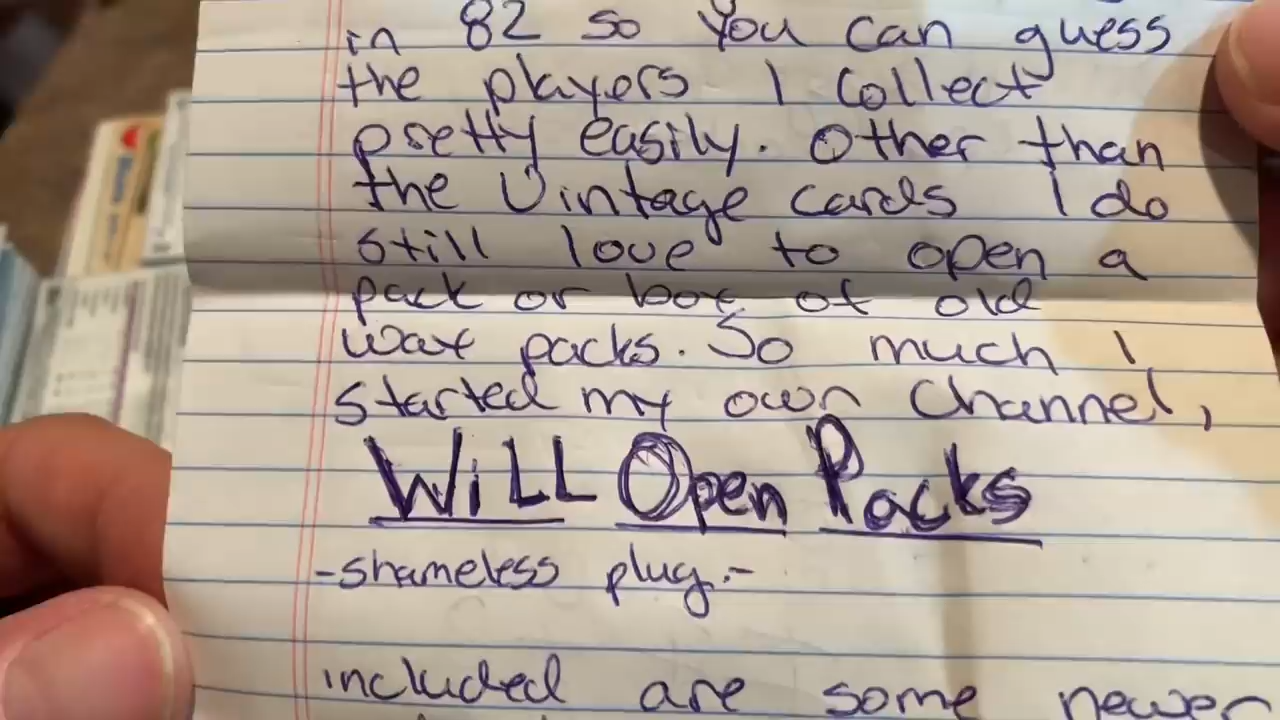 in 82 so you can guess
the players I collect
pretty easily. Other than
the Vintage cards I do
still love to open a
pack or box of old
wax packs. So much I
started my own Channel,
WiLL Open Packs
-shameless plug.-
included are some newer